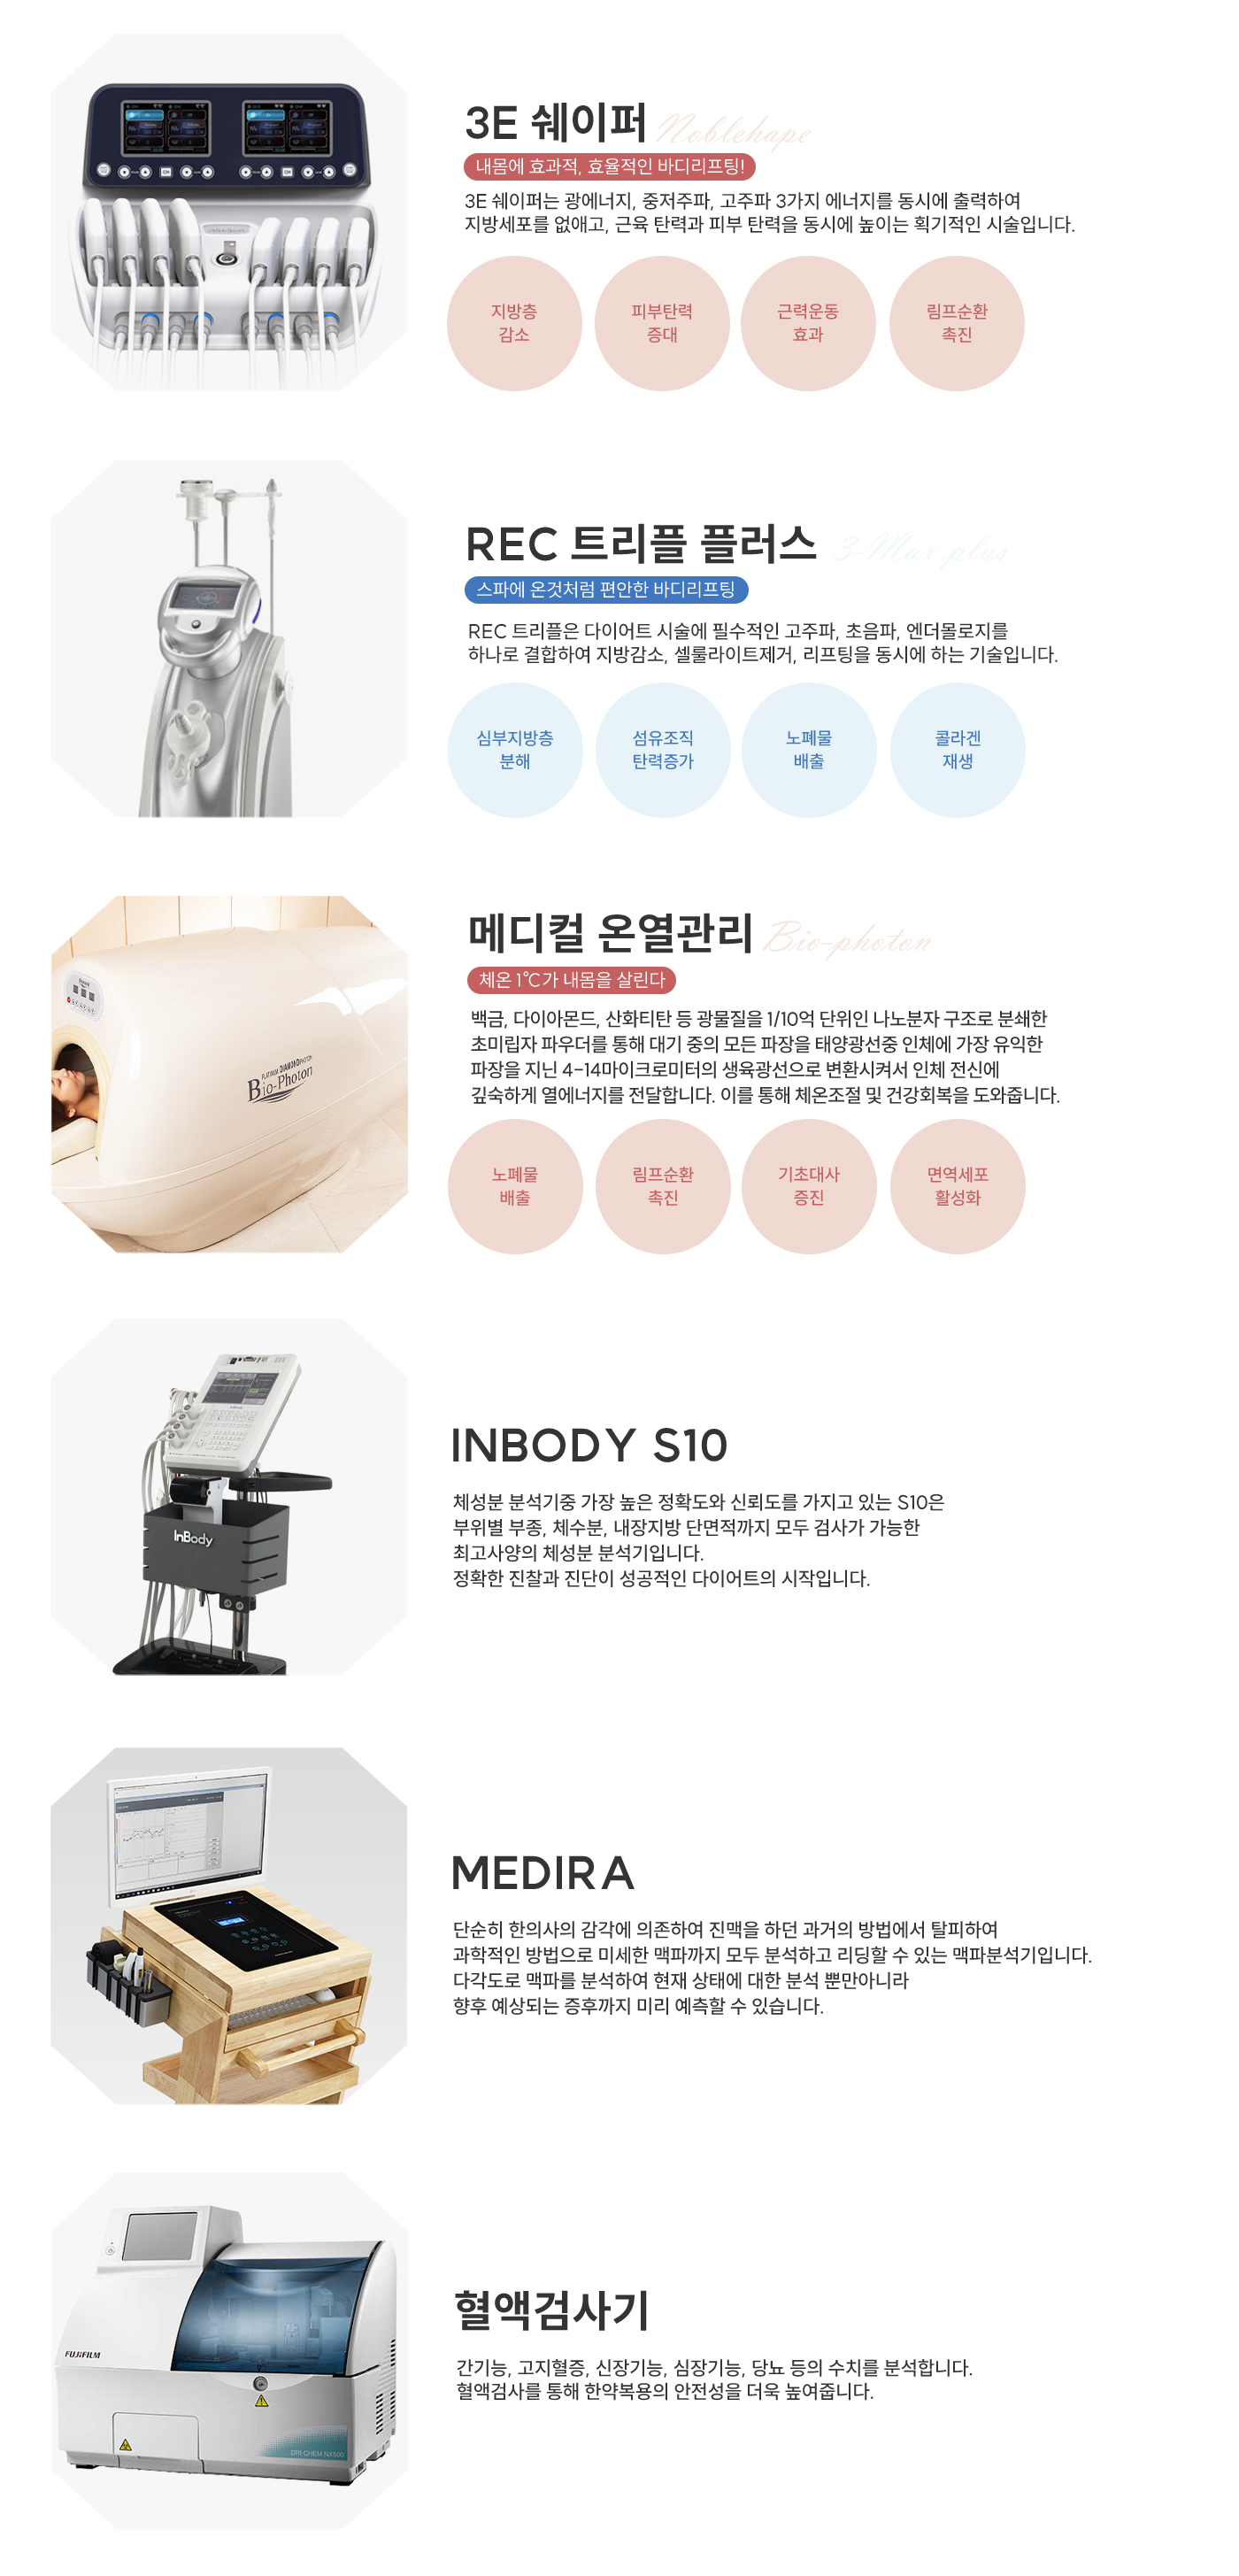 3E 쉐이퍼 Noblehape
내몸에 효과적, 효율적인 바디리프팅!
3E 쉐이퍼는 광에너지, 중저주파, 고주파 3가지 에너지를 동시에 출력하여
지방세포를 없애고, 근육 탄력과 피부 탄력을 동시에 높이는 획기적인 시술입니다.
지방층
감소
피부탄력
증대
근력운동
효과
림프순환
촉진
REC 트리플 플러스 3-Max plus
스파에 온것처럼 편안한 바디리프팅
REC 트리플은 다이어트 시술에 필수적인 고주파, 초음파, 엔더몰로지를
하나로 결합하여 지방감소, 셀룰라이트제거, 리프팅을 동시에 하는 기술입니다.
심부지방층
분해
섬유조직
탄력증가
노폐물
배출
콜라겐
재생
메디컬 온열관리 Bio-photon
체온 1℃가 내몸을 살린다
백금, 다이아몬드, 산화티탄 등 광물질을 1/10억 단위인 나노분자 구조로 분쇄한
초미립자 파우더를 통해 대기 중의 모든 파장을 태양광선중 인체에 가장 유익한
파장을 지닌 4-14마이크로미터의 생육광선으로 변환시켜서 인체 전신에
깊숙하게 열에너지를 전달합니다. 이를 통해 체온조절 및 건강회복을 도와줍니다.
PLATINUM DIAMOND PHOTON
Bio-Photon
노폐물
배출
림프순환
촉진
기초대사
증진
면역세포
활성화
INBODY S10
체성분 분석기중 가장 높은 정확도와 신뢰도를 가지고 있는 S10은
부위별 부종, 체수분, 내장지방 단면적까지 모두 검사가 가능한
최고사양의 체성분 분석기입니다.
정확한 진찰과 진단이 성공적인 다이어트의 시작입니다.
InBody
MEDIRA
단순히 한의사의 감각에 의존하여 진맥을 하던 과거의 방법에서 탈피하여
과학적인 방법으로 미세한 맥파까지 모두 분석하고 리딩할 수 있는 맥파분석기입니다.
다각도로 맥파를 분석하여 현재 상태에 대한 분석 뿐만아니라
향후 예상되는 증후까지 미리 예측할 수 있습니다.
혈액검사기
간기능, 고지혈증, 신장기능, 심장기능, 당뇨 등의 수치를 분석합니다.
혈액검사를 통해 한약복용의 안전성을 더욱 높여줍니다.
FUJIFILM
DRI-CHEM NX500